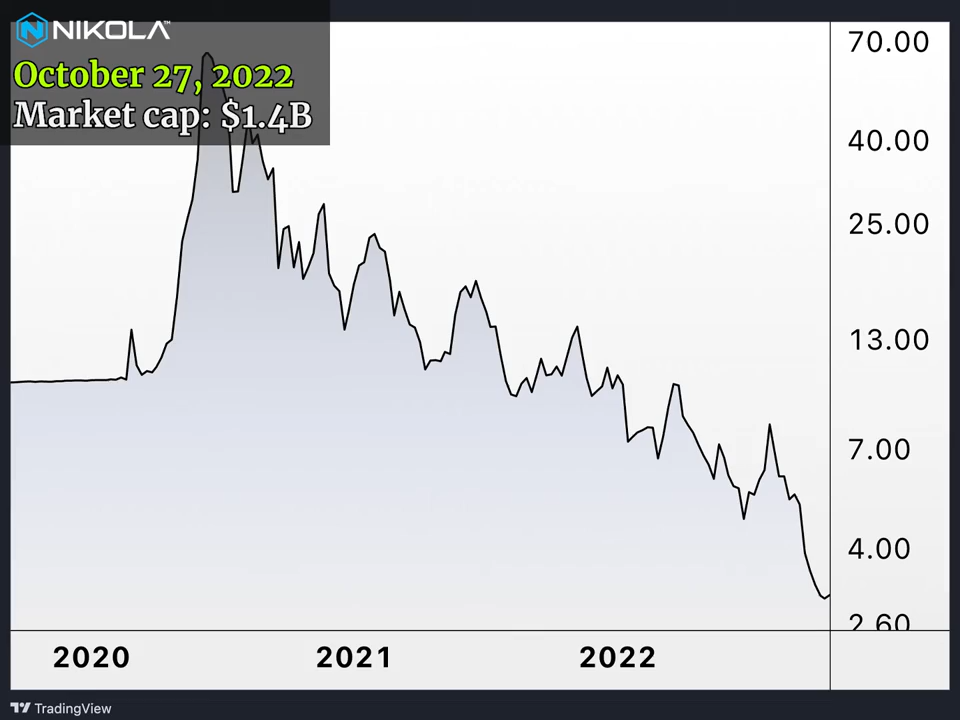 NIKOLA™
October 27, 2022
Market cap: $1.4B
70.00
40.00
25.00
13.00
7.00
4.00
2.60
2020 2021 2022
TradingView